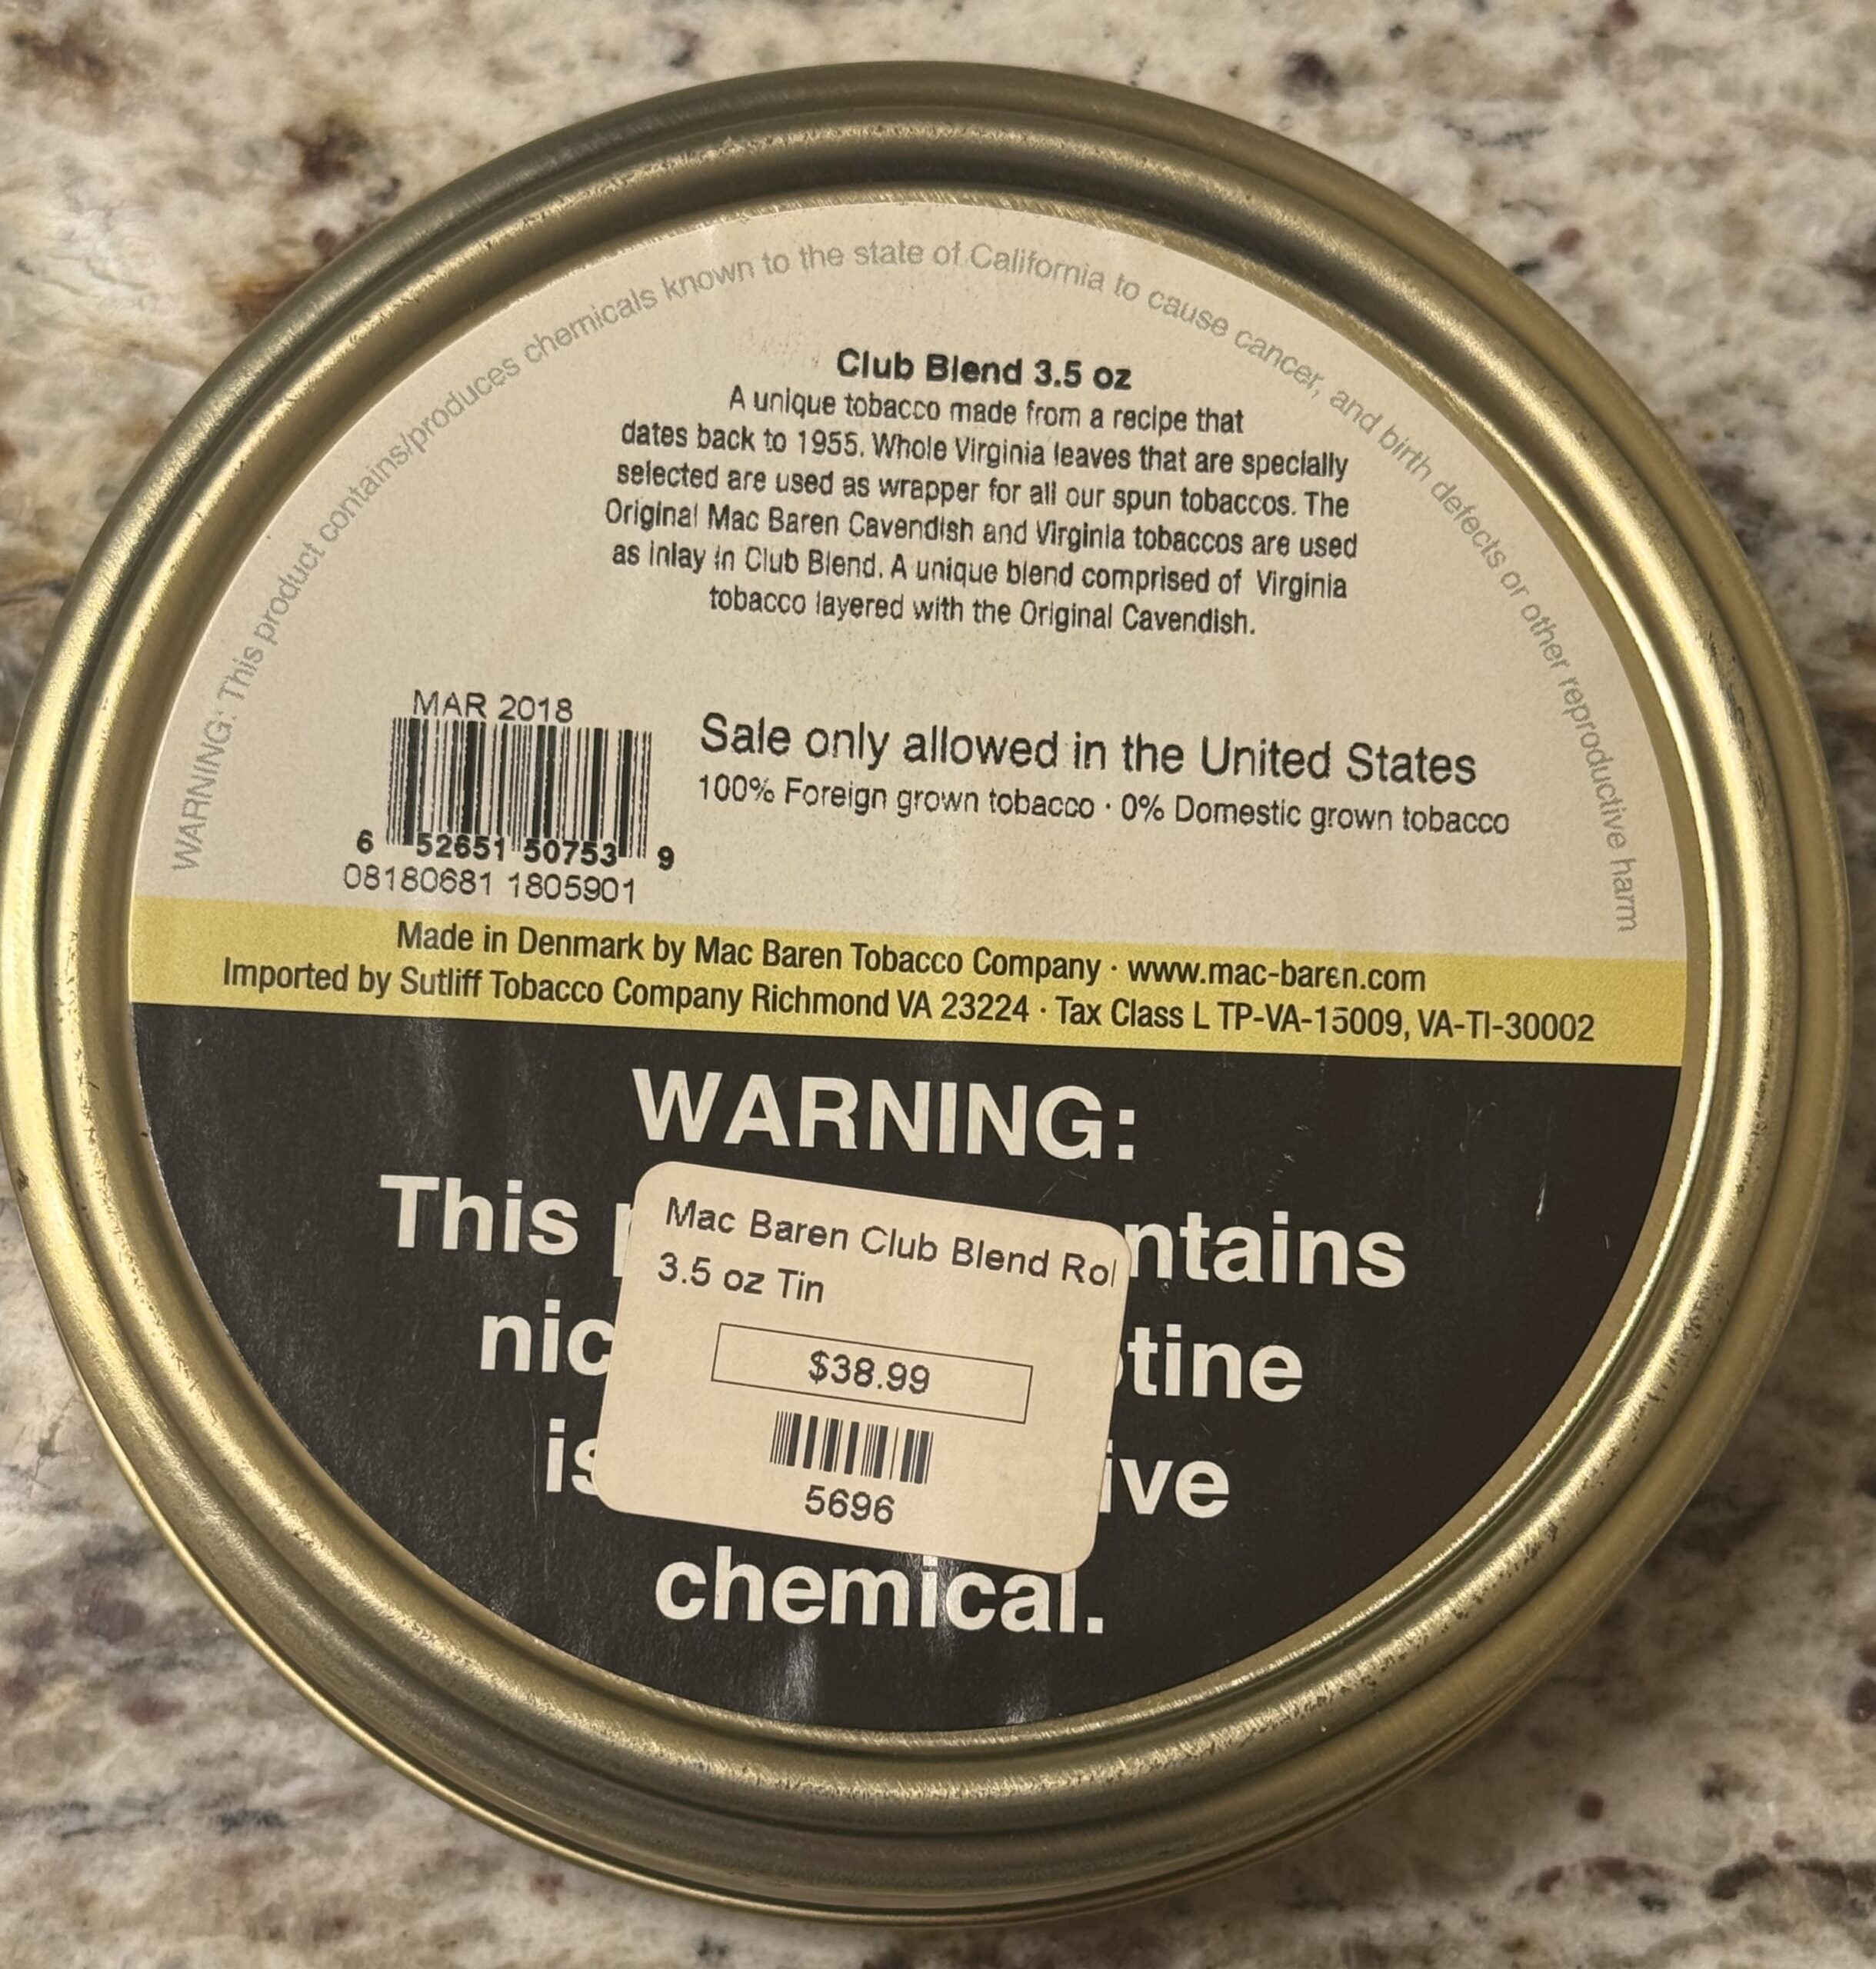 WARNING: This product contains/produces chemicals known to the state of California to cause cancer, and birth defects or other reproductive harm
Club Blend 3.5 oz
A unique tobacco made from a recipe that
dates back to 1955. Whole Virginia leaves that are specially
selected are used as wrapper for all our spun tobaccos. The
Original Mac Baren Cavendish and Virginia tobaccos are used
as inlay in Club Blend. A unique blend comprised of Virginia
tobacco layered with the Original Cavendish.
MAR 2018
6 52651 50753 9
08180681 1805901
Sale only allowed in the United States
100% Foreign grown tobacco · 0% Domestic grown tobacco
Made in Denmark by Mac Baren Tobacco Company · www.mac-baren.com
Imported by Sutliff Tobacco Company Richmond VA 23224 · Tax Class L TP-VA-15009, VA-TI-30002
WARNING:
This ntains
nic tine
is ive
chemical.
Mac Baren Club Blend Rol
3.5 oz Tin
$38.99
5696